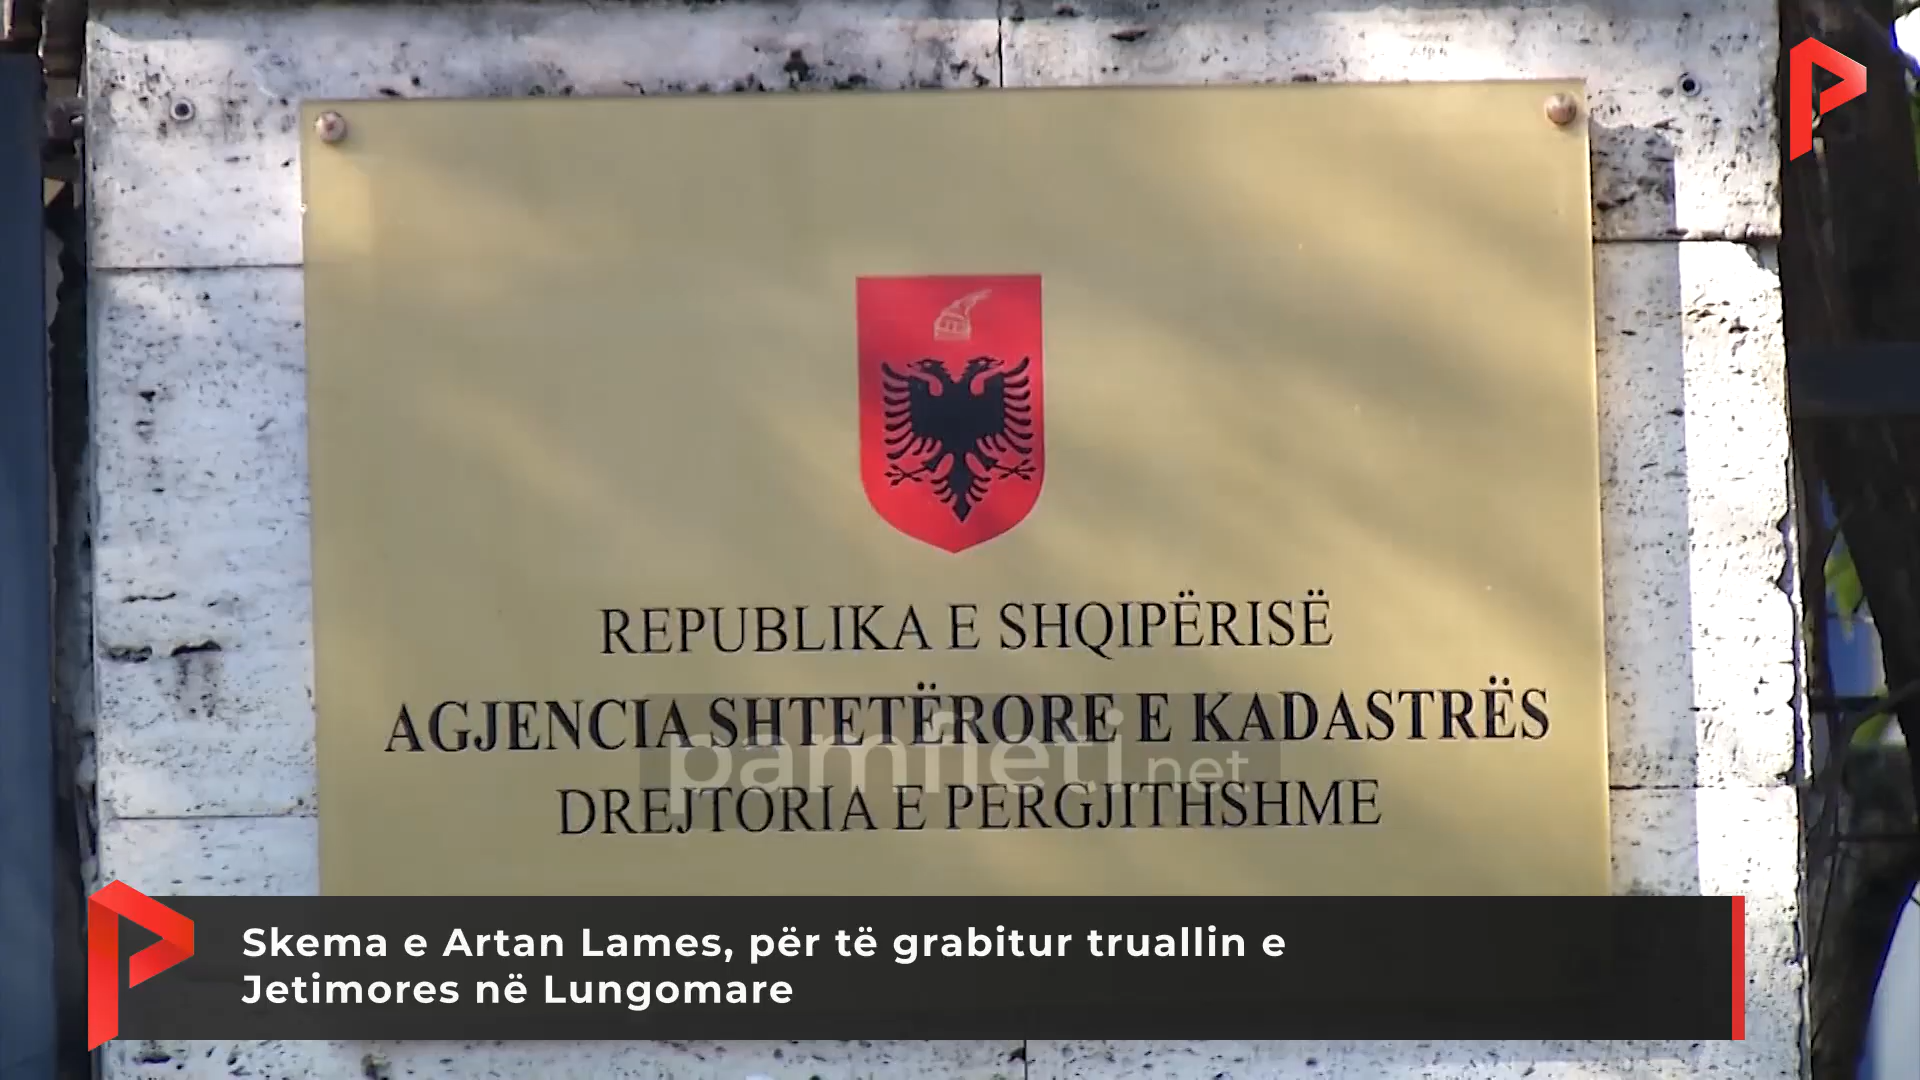 REPUBLIKA E SHQIPËRISË
AGJENCIA SHTETËRORE E KADASTRËS
pamfleti.net
DREJTORIA E PERGJITHSHME
Skema e Artan Lames, për të grabitur truallin e
Jetimores në Lungomare